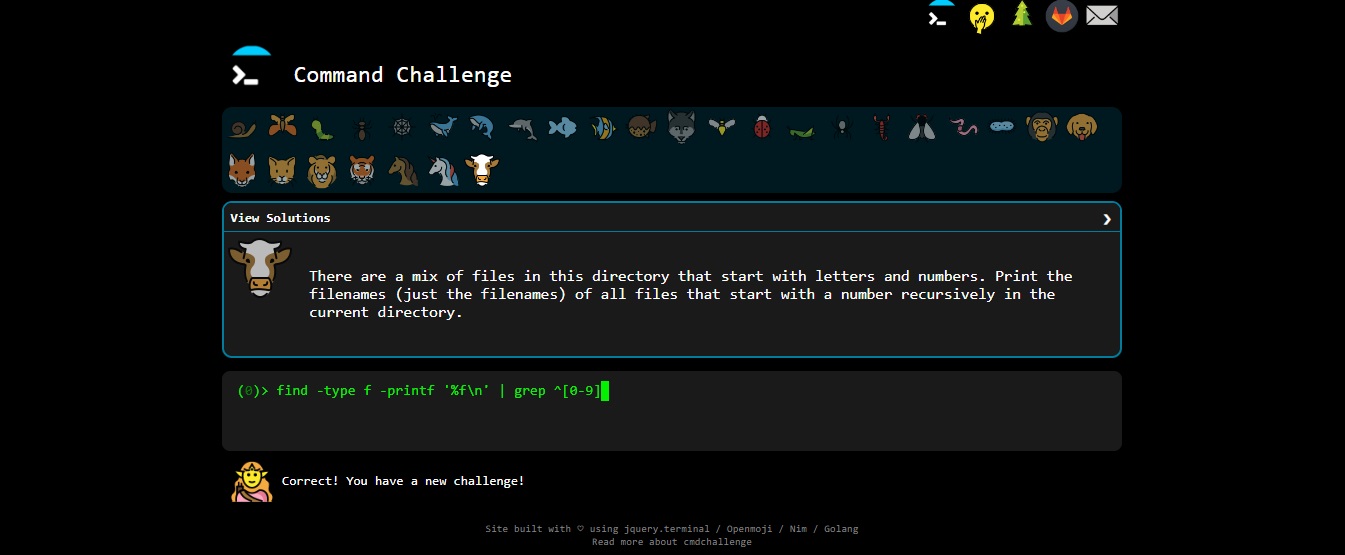 Command Challenge
View Solutions
There are a mix of files in this directory that start with letters and numbers. Print the
filenames (just the filenames) of all files that start with a number recursively in the
current directory.
(0)> find -type f -printf '%f\n' | grep ^[0-9]
Correct! You have a new challenge!
Site built with ♡ using jquery.terminal / Openmoji / Nim / Golang
Read more about cmdchallenge